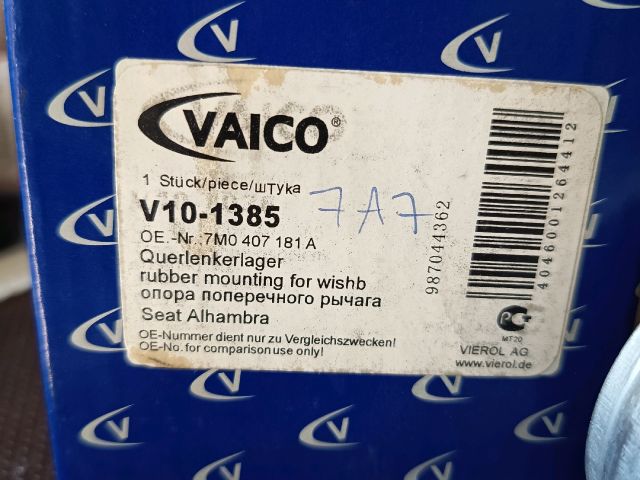 VAICO®
1 Stück/piece/штука
V10-1385
7A7
OE.-Nr. 7M0 407 181 A
Querlenkerlager
rubber mounting for wishb
опора поперечного рычага
Seat Alhambra
OE-Nummer dient nur zu Vergleichszwecken!
OE-No. for comparison use only!
987044362
4046001264412
МТ20
VIEROL AG
www.vierol.de